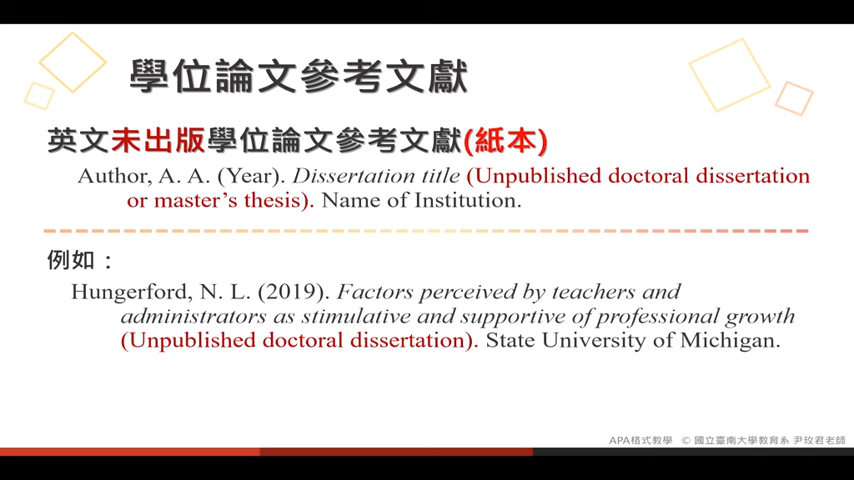 學位論文參考文獻
英文未出版學位論文參考文獻(紙本)
Author, A. A. (Year). Dissertation title (Unpublished doctoral dissertation
or master’s thesis). Name of Institution.
例如：
Hungerford, N. L. (2019). Factors perceived by teachers and
administrators as stimulative and supportive of professional growth
(Unpublished doctoral dissertation). State University of Michigan.
APA格式教學 © 國立臺南大學教育系 尹玫君老師